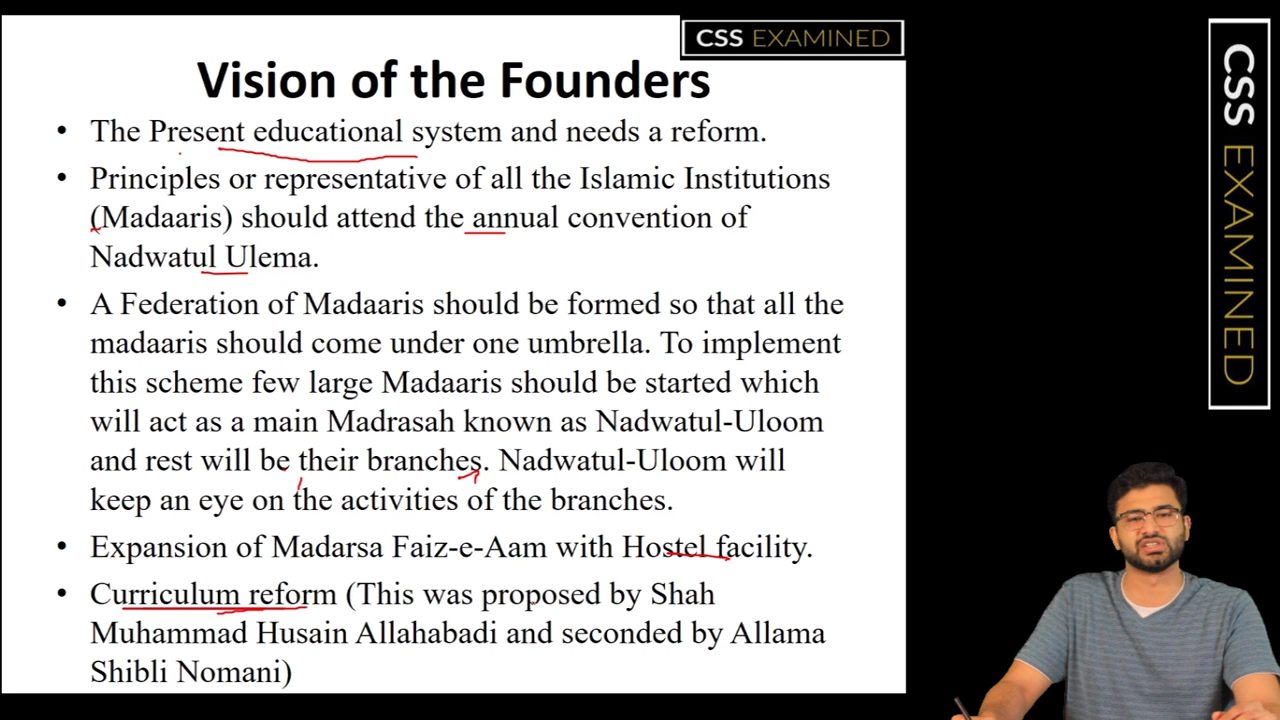 CSS EXAMINED
Vision of the Founders
• The Present educational system and needs a reform.
• Principles or representative of all the Islamic Institutions
(Madaaris) should attend the annual convention of
Nadwatul Ulema.
• A Federation of Madaaris should be formed so that all the
madaaris should come under one umbrella. To implement
this scheme few large Madaaris should be started which
will act as a main Madrasah known as Nadwatul-Uloom
and rest will be their branches. Nadwatul-Uloom will
keep an eye on the activities of the branches.
• Expansion of Madarsa Faiz-e-Aam with Hostel facility.
• Curriculum reform (This was proposed by Shah
Muhammad Husain Allahabadi and seconded by Allama
Shibli Nomani)
CSS EXAMINED